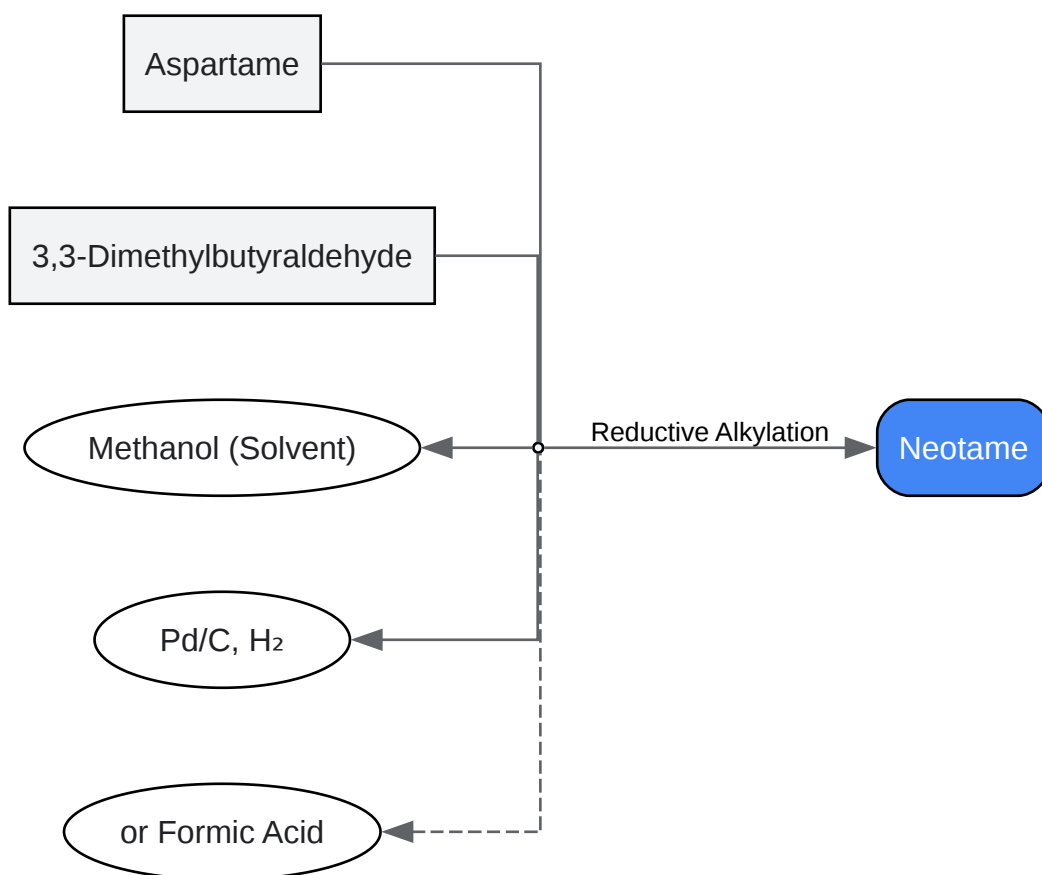 Aspartame
3,3-Dimethylbutyraldehyde
Methanol (Solvent)
Reductive Alkylation
Neotame
Pd/C, H₂
or Formic Acid